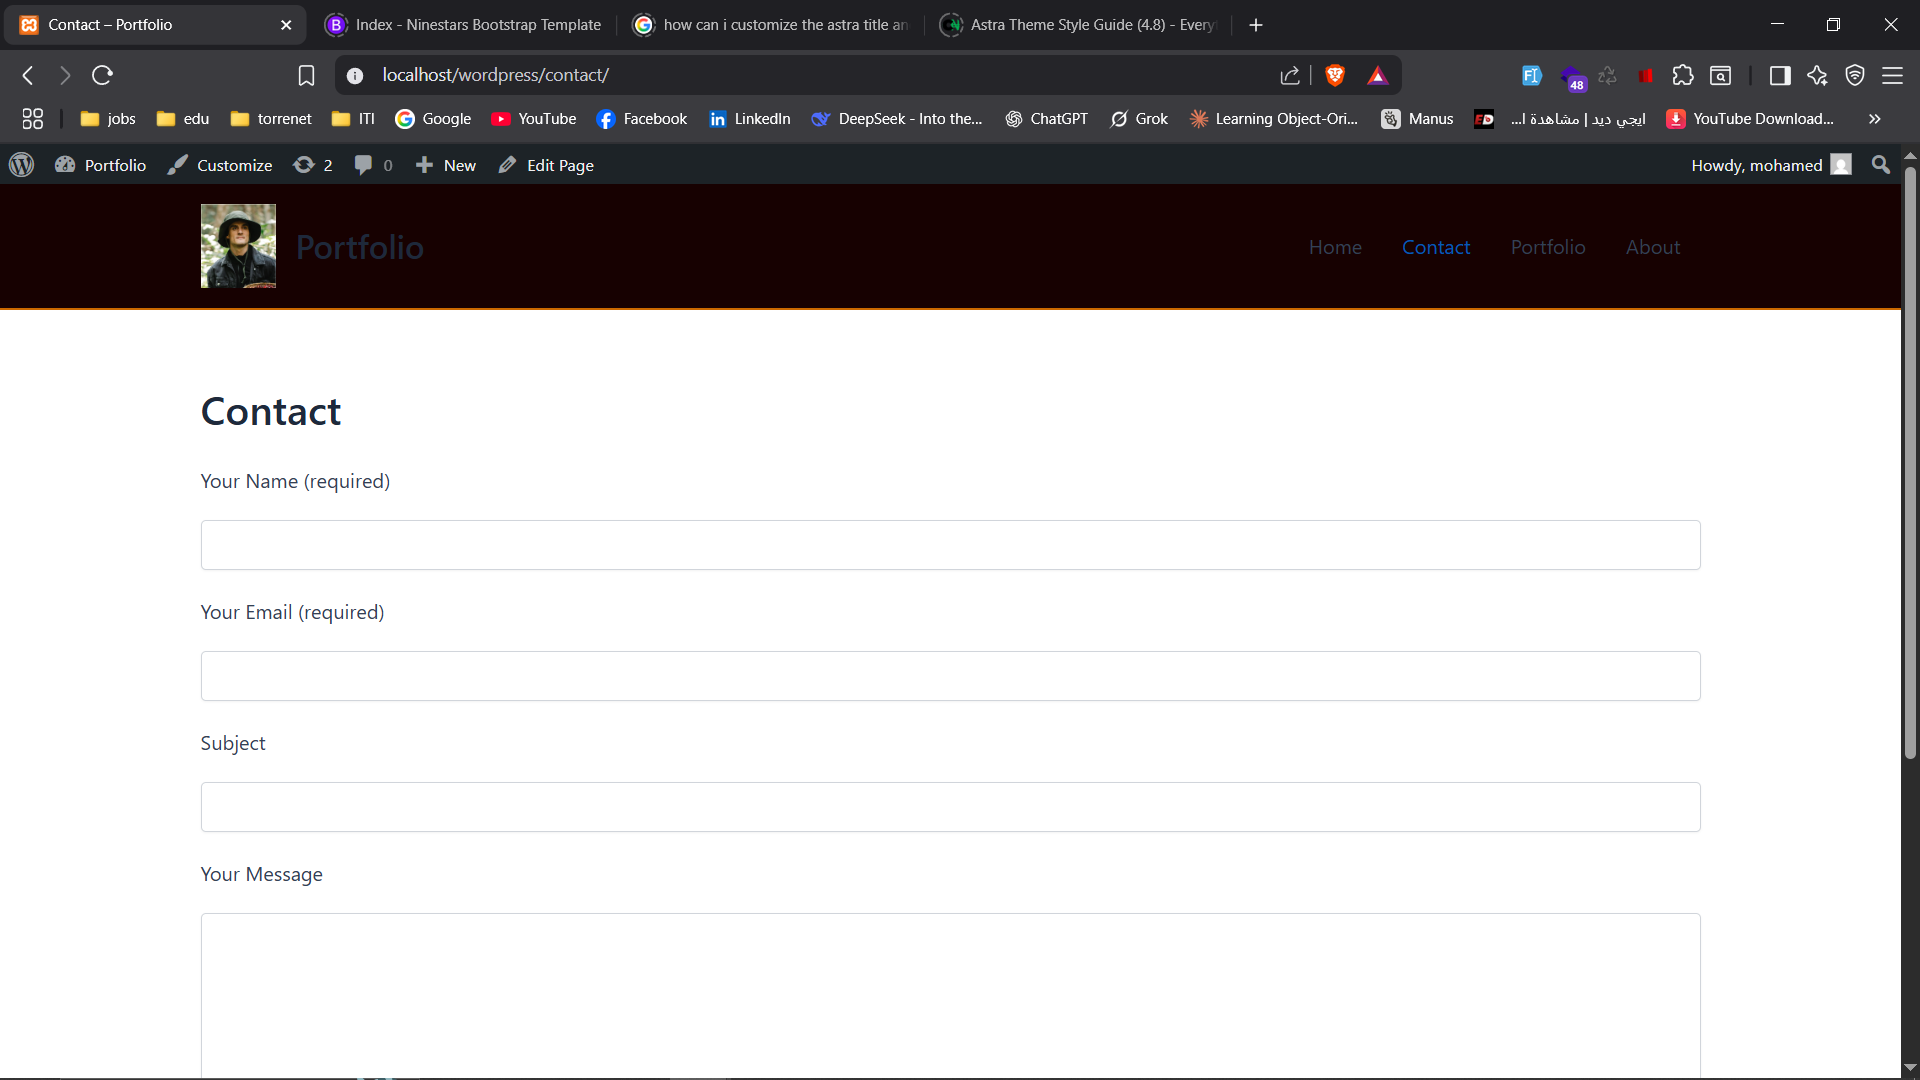 Contact – Portfolio
Index - Ninestars Bootstrap Template
how can i customize the astra title an
Astra Theme Style Guide (4.8) - Every
localhost/wordpress/contact/
48
jobs
edu
torrenet
ITI
Google
YouTube
Facebook
LinkedIn
DeepSeek - Into the...
ChatGPT
Grok
Learning Object-Ori...
Manus
ايجي ديد | مشاهدة ا...
YouTube Download...
Portfolio
Customize
2
0
New
Edit Page
Howdy, mohamed
Portfolio
Home
Contact
Portfolio
About
Contact
Your Name (required)
Your Email (required)
Subject
Your Message